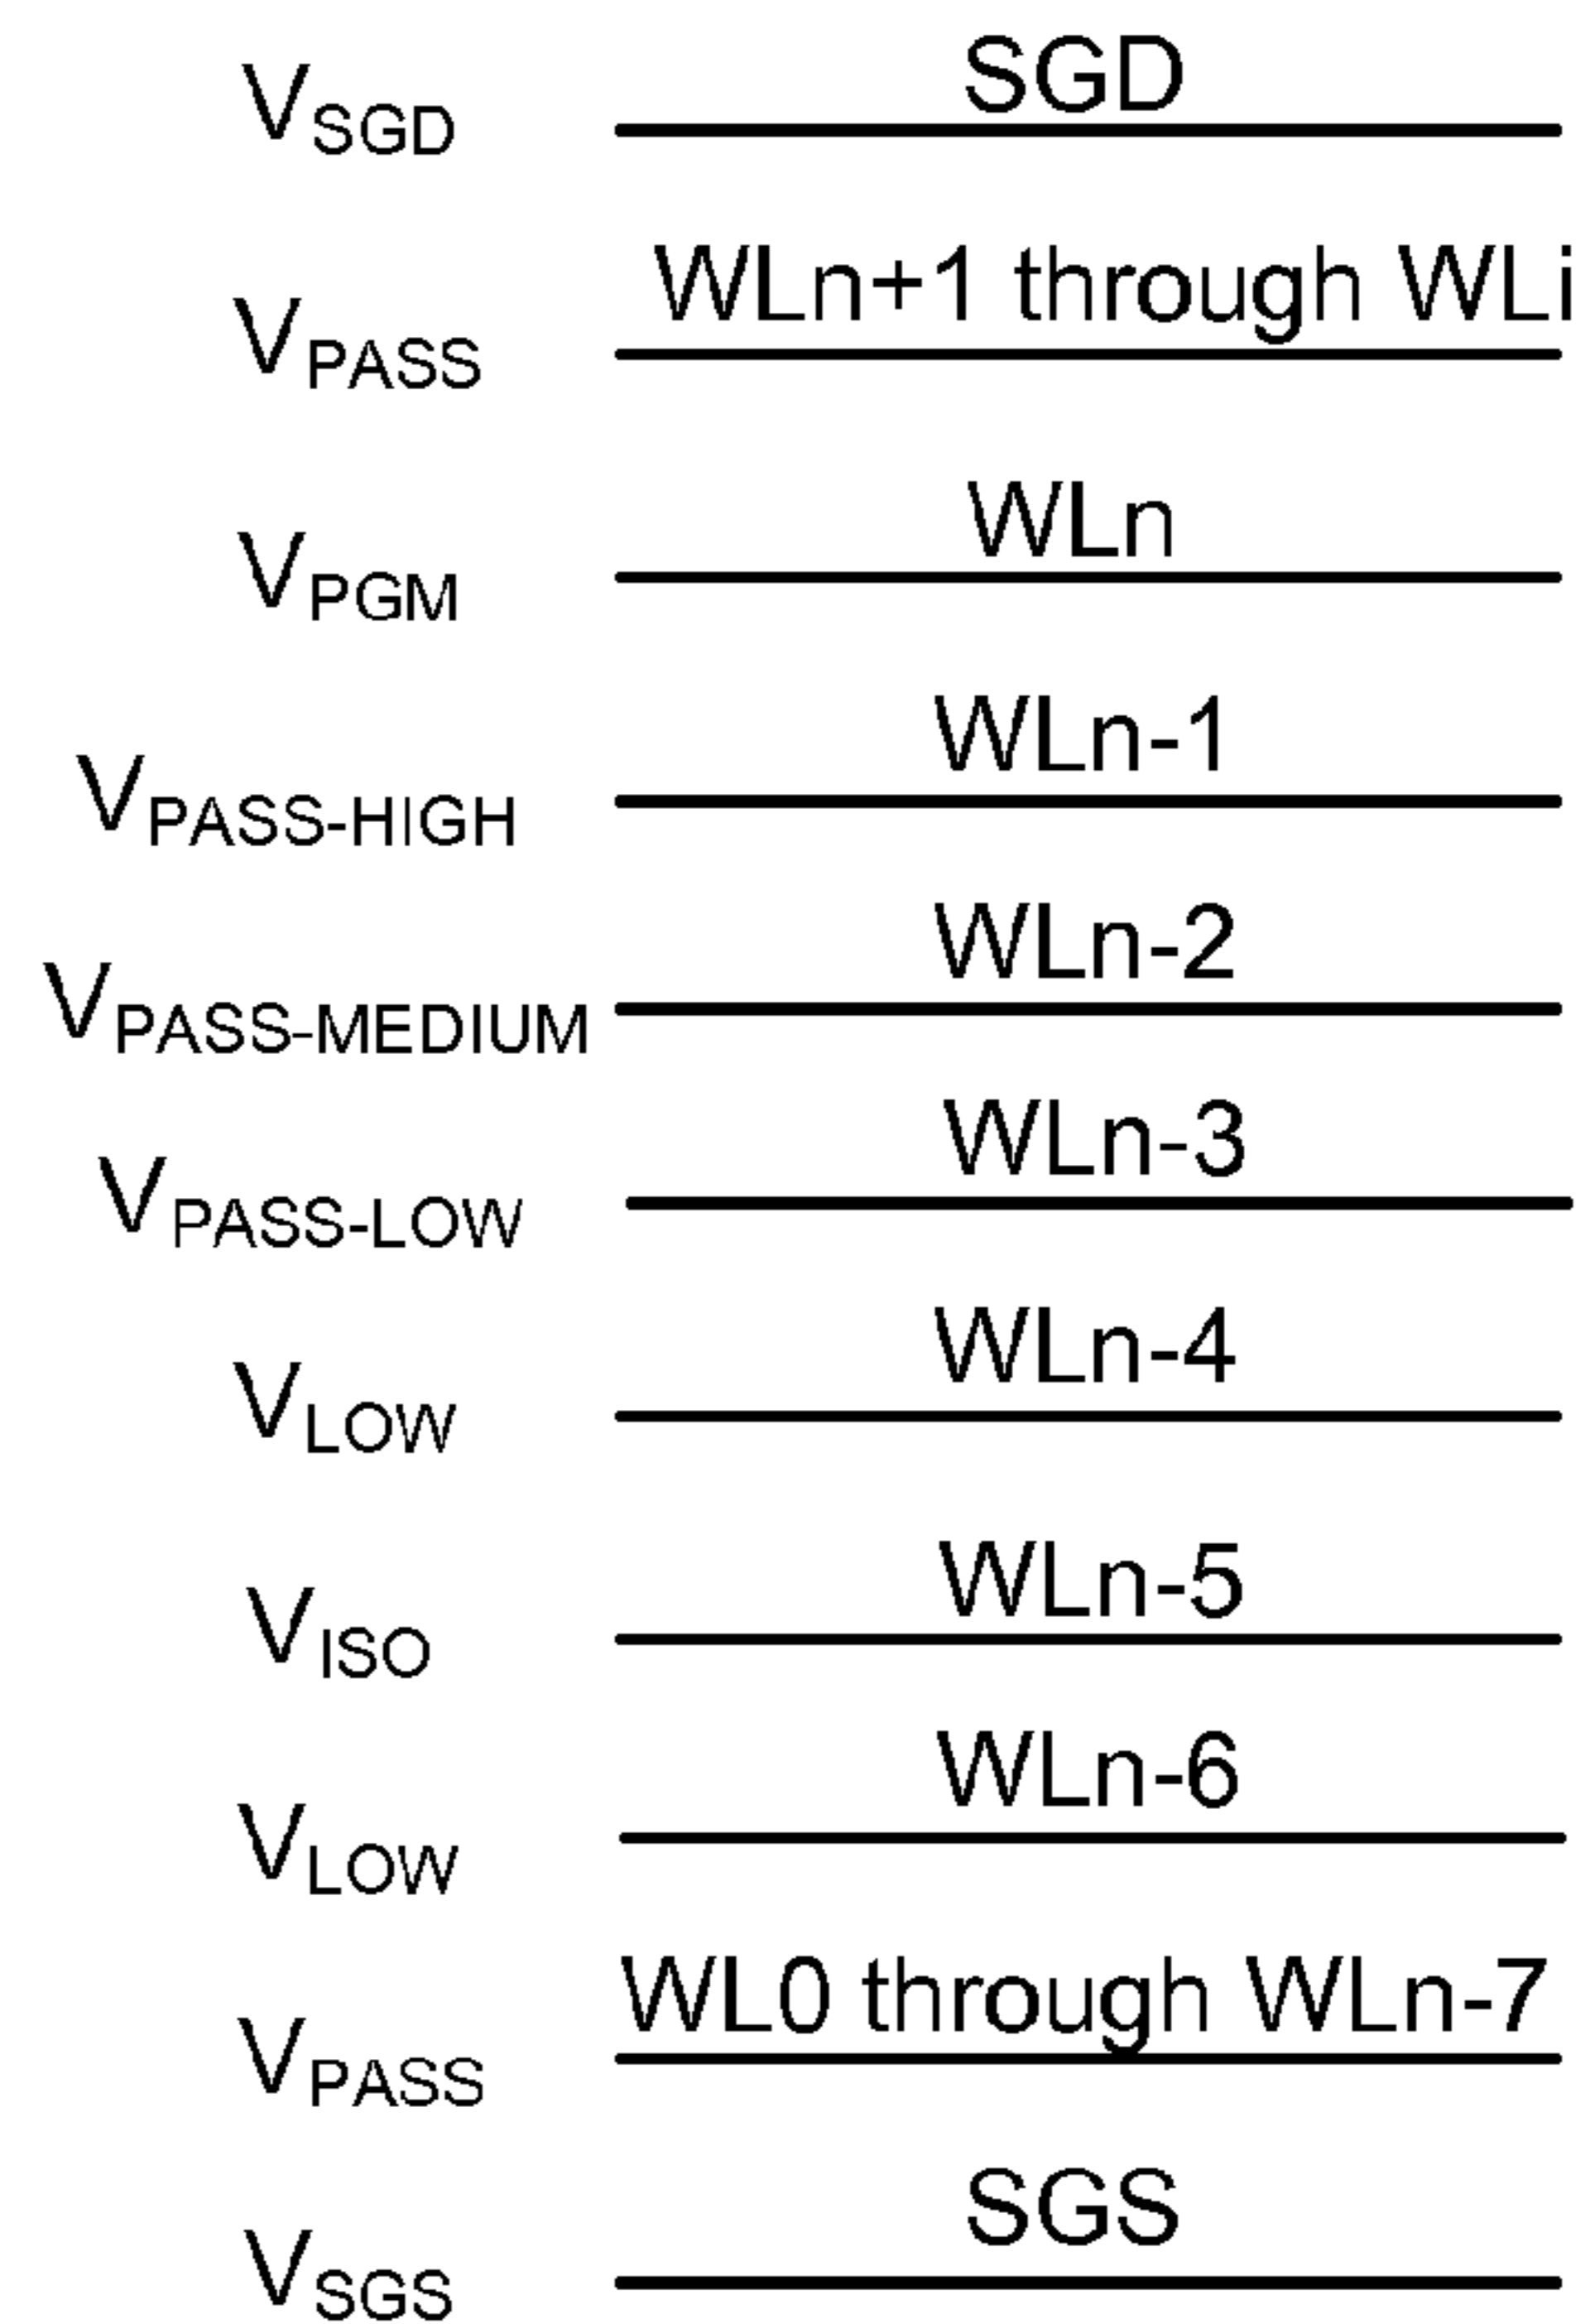 V_SGD SGD
V_PASS WLn+1 through WLi
V_PGM WLn
V_PASS-HIGH WLn-1
V_PASS-MEDIUM WLn-2
V_PASS-LOW WLn-3
V_LOW WLn-4
V_ISO WLn-5
V_LOW WLn-6
V_PASS WL0 through WLn-7
V_SGS SGS